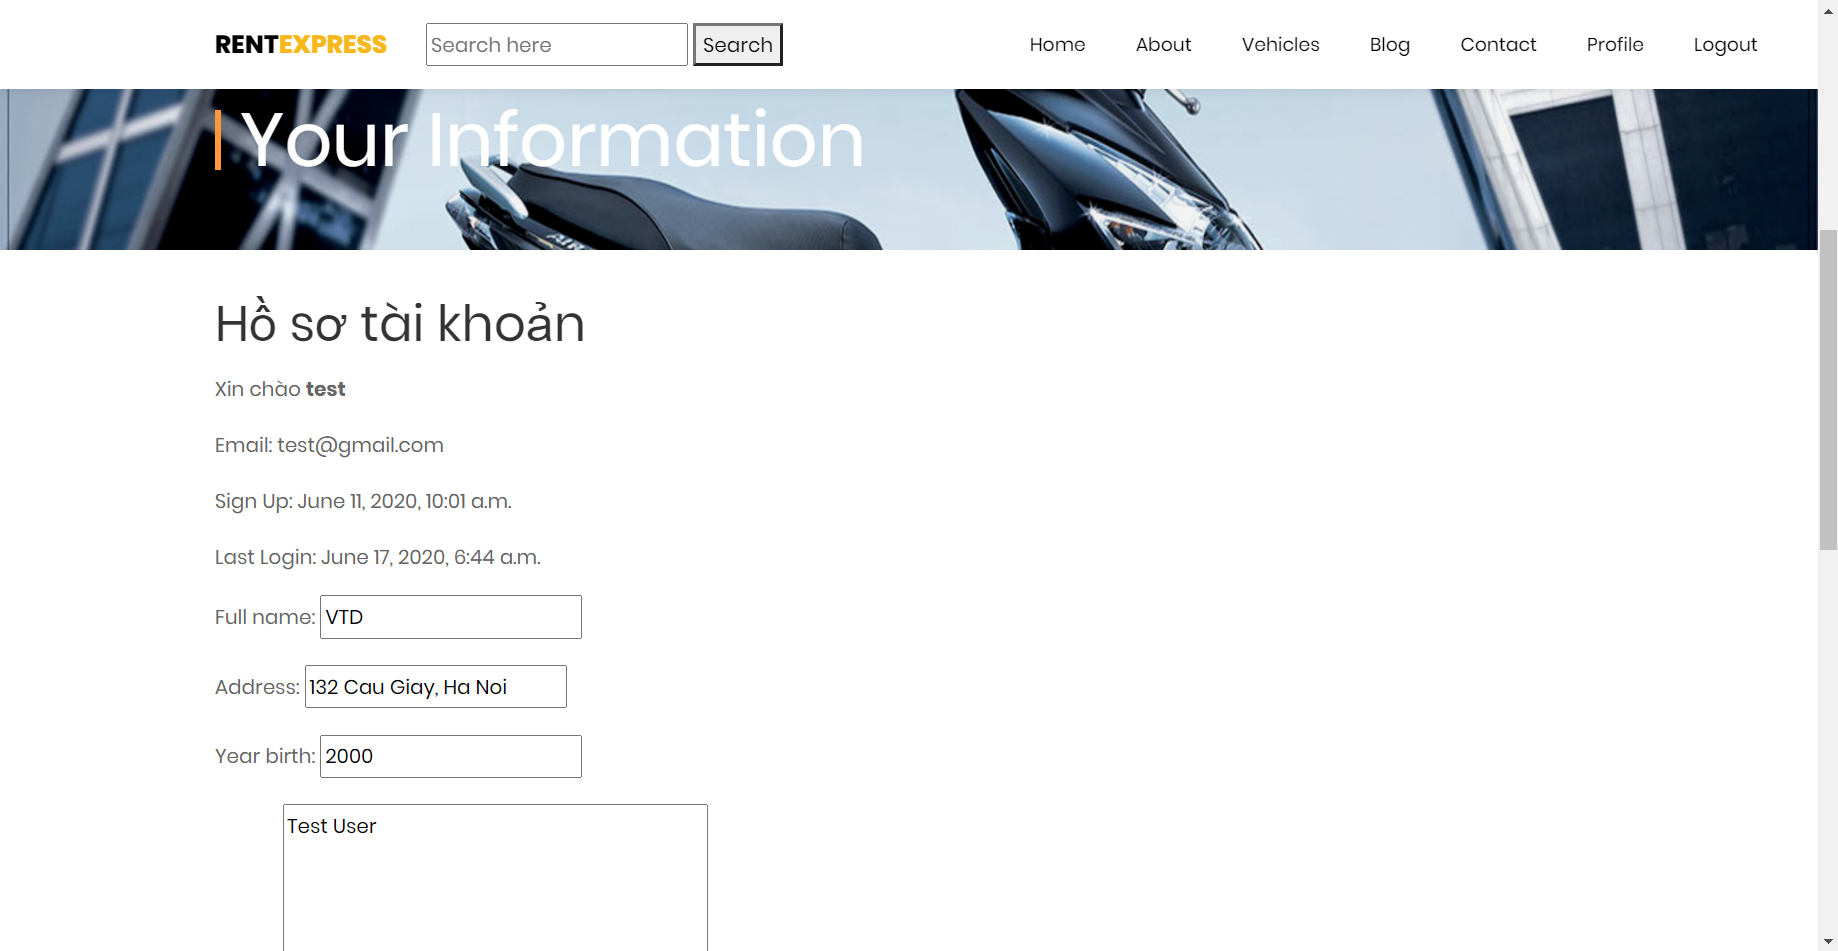 RENTEXPRESS Search here Search Home About Vehicles Blog Contact Profile Logout
Your Information
Hồ sơ tài khoản
Xin chào test
Email: test@gmail.com
Sign Up: June 11, 2020, 10:01 a.m.
Last Login: June 17, 2020, 6:44 a.m.
Full name: VTD
Address: 132 Cau Giay, Ha Noi
Year birth: 2000
Test User